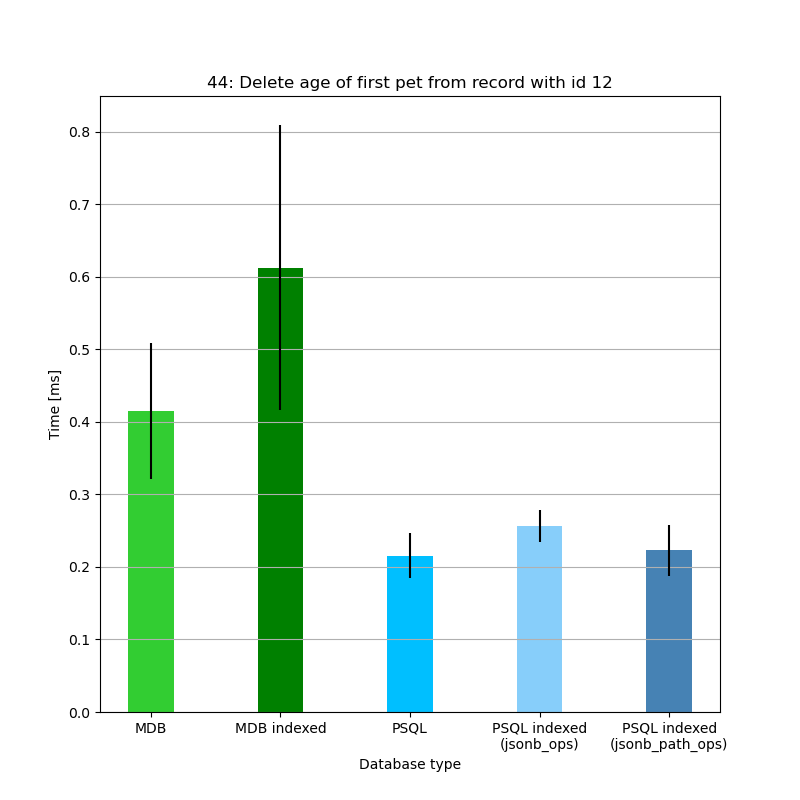 44: Delete age of first pet from record with id 12
0.8
0.7
0.6
0.5
0.4
0.3
0.2
0.1
0.0
Time [ms]
MDB
MDB indexed
PSQL
PSQL indexed
(jsonb_ops)
PSQL indexed
(jsonb_path_ops)
Database type